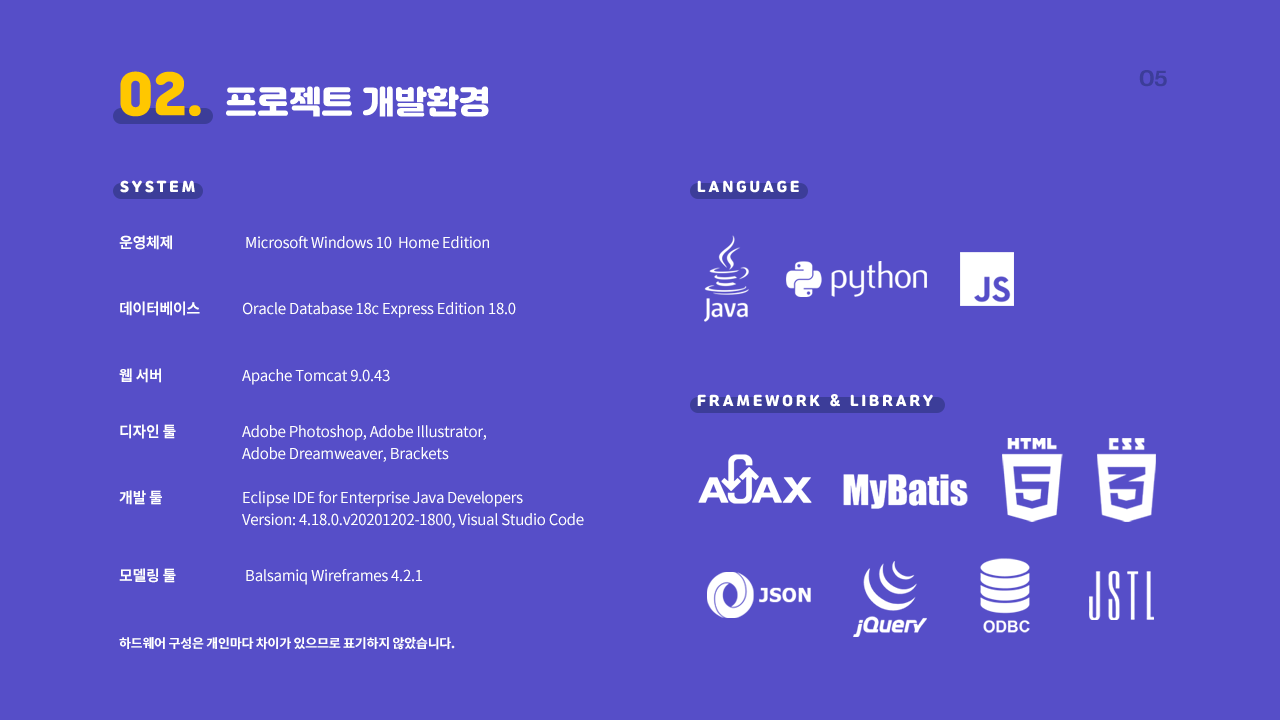 02. 프로젝트 개발환경
05
SYSTEM
운영체제 Microsoft Windows 10 Home Edition
데이터베이스 Oracle Database 18c Express Edition 18.0
웹 서버 Apache Tomcat 9.0.43
디자인 툴 Adobe Photoshop, Adobe Illustrator,
Adobe Dreamweaver, Brackets
개발 툴 Eclipse IDE for Enterprise Java Developers
Version: 4.18.0.v20201202-1800, Visual Studio Code
모델링 툴 Balsamiq Wireframes 4.2.1
하드웨어 구성은 개인마다 차이가 있으므로 표기하지 않았습니다.
LANGUAGE
Java python JS
FRAMEWORK & LIBRARY
AJAX MyBatis HTML 5 CSS 3
JSON jQuery ODBC JSTL